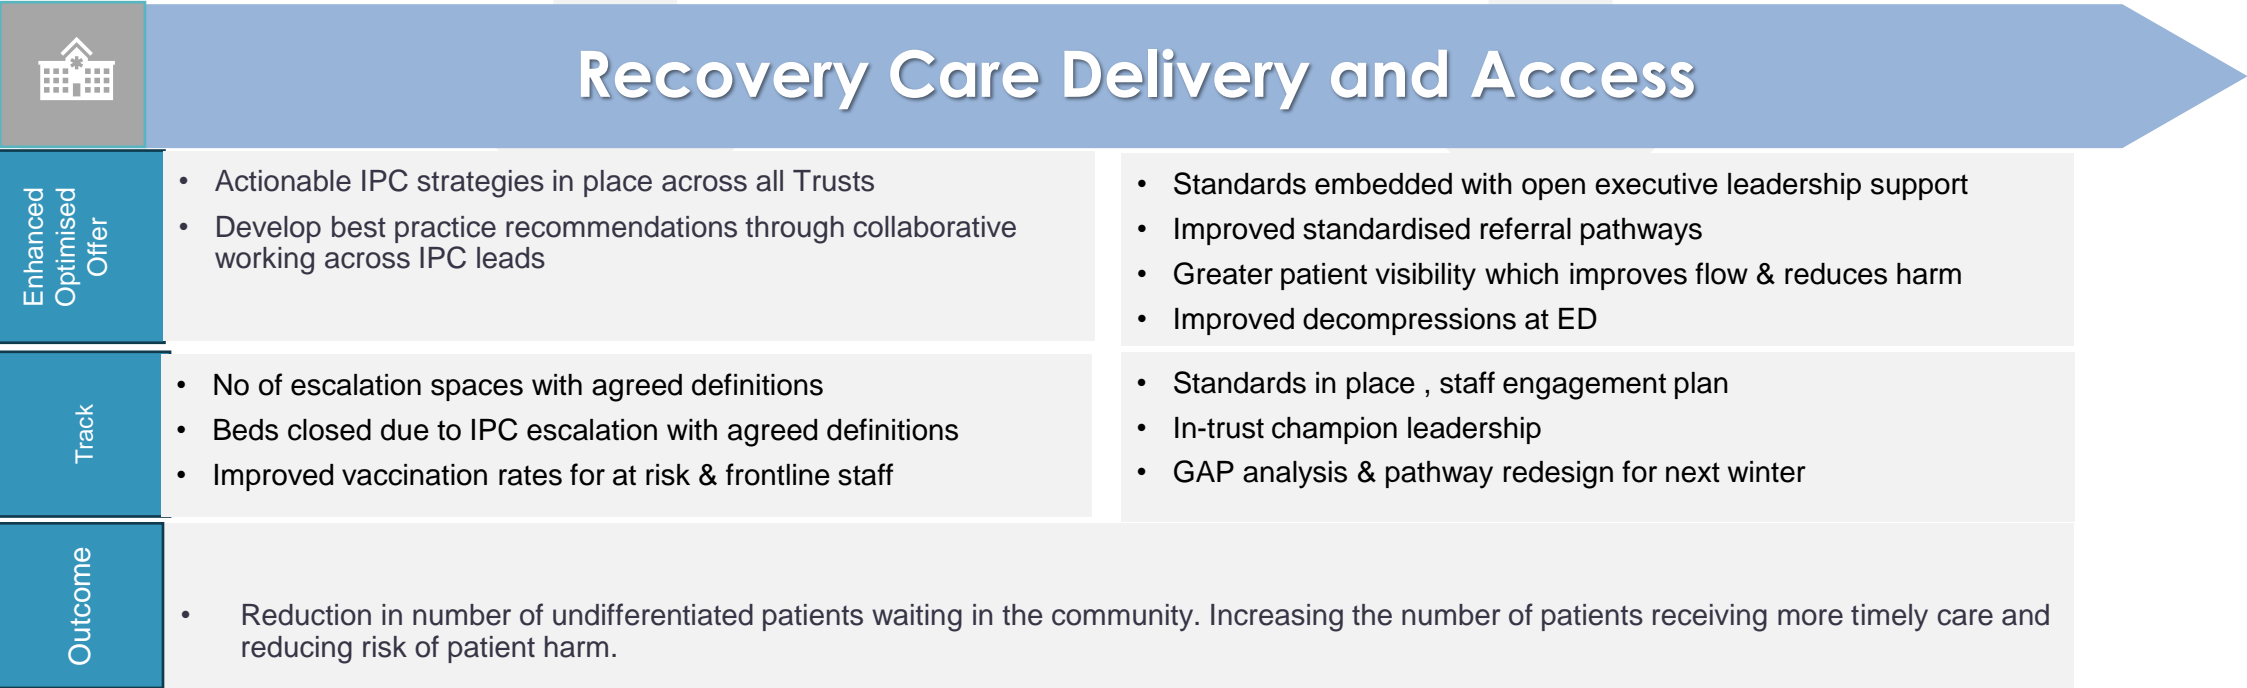 Recovery Care Delivery and Access
Enhanced
Optimised
Offer
• Actionable IPC strategies in place across all Trusts
• Develop best practice recommendations through collaborative
working across IPC leads
• Standards embedded with open executive leadership support
• Improved standardised referral pathways
• Greater patient visibility which improves flow & reduces harm
• Improved decompressions at ED
Track
• No of escalation spaces with agreed definitions
• Beds closed due to IPC escalation with agreed definitions
• Improved vaccination rates for at risk & frontline staff
• Standards in place , staff engagement plan
• In-trust champion leadership
• GAP analysis & pathway redesign for next winter
Outcome
• Reduction in number of undifferentiated patients waiting in the community. Increasing the number of patients receiving more timely care and
reducing risk of patient harm.